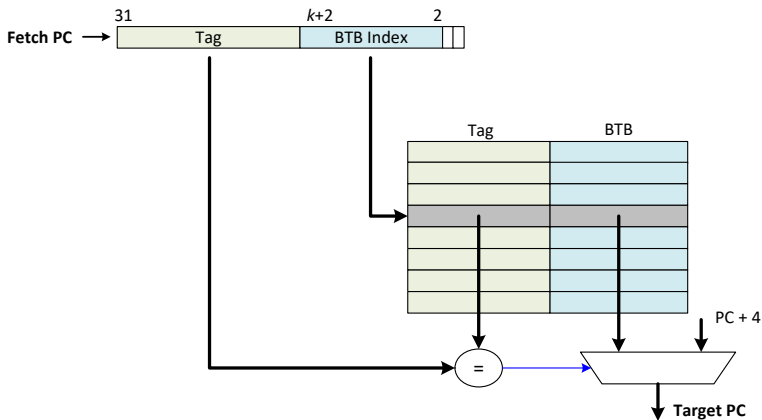 31 k+2 2
Fetch PC Tag BTB Index
Tag BTB
PC + 4
=
Target PC